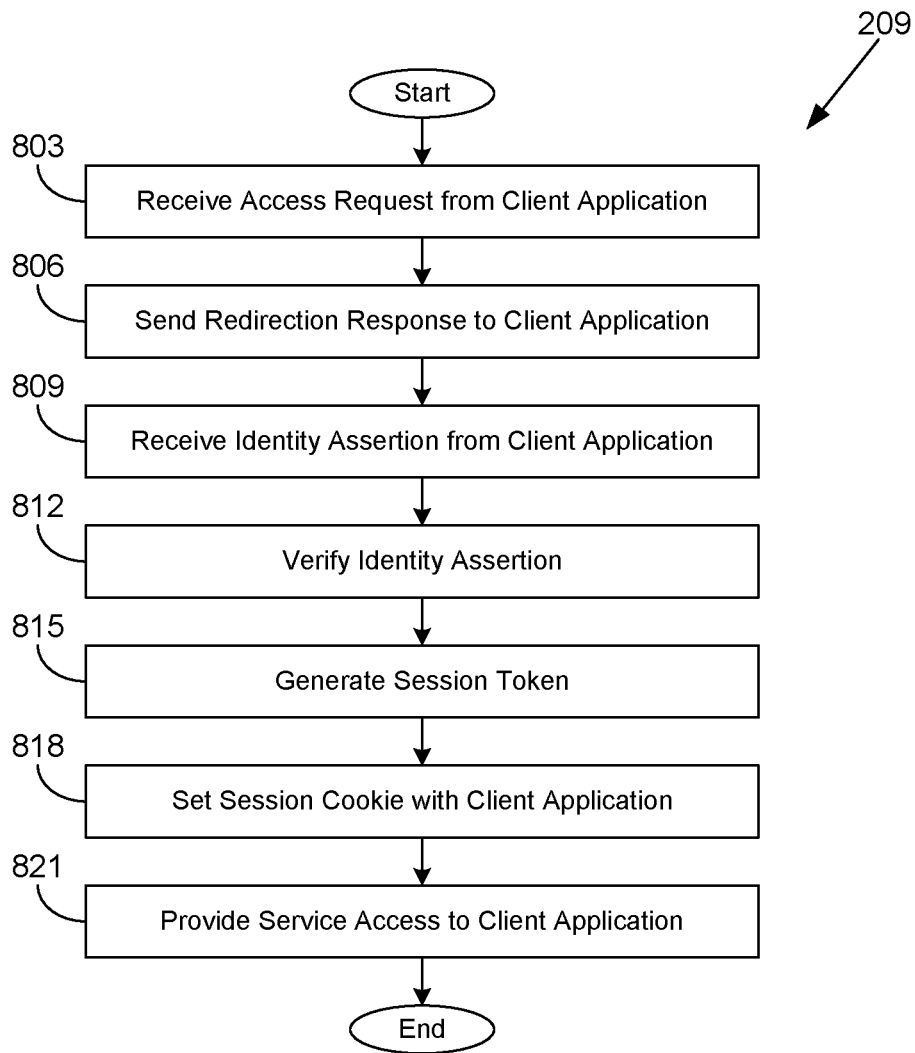 209
Start
803
Receive Access Request from Client Application
806
Send Redirection Response to Client Application
809
Receive Identity Assertion from Client Application
812
Verify Identity Assertion
815
Generate Session Token
818
Set Session Cookie with Client Application
821
Provide Service Access to Client Application
End